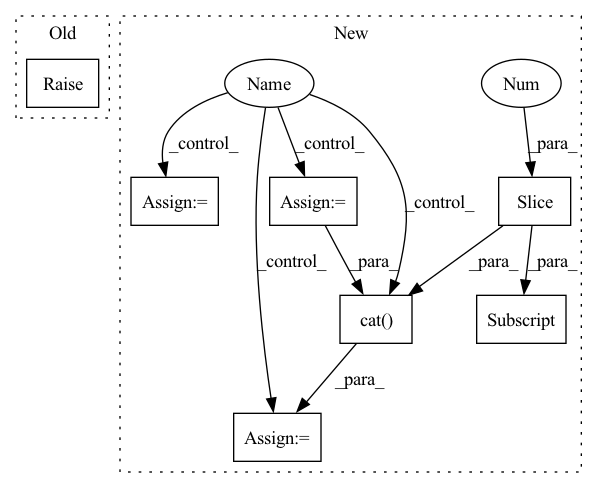 Old
New
Raise
Name
Num
_control_
_control_
_para_
Assign:=
Assign:=
_control_
Slice
_control_
_para_
_para_
_para_
cat()
Subscript
_para_
Assign:=